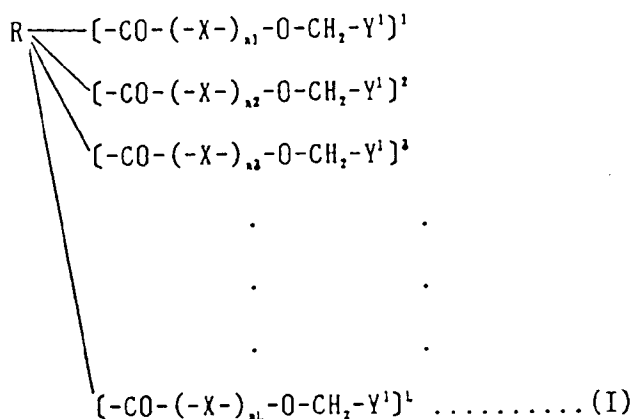 R [-CO-(-X-)ₙ₁-O-CH₂-Y¹]¹
[-CO-(-X-)ₙ₂-O-CH₂-Y¹]²
[-CO-(-X-)ₙ₃-O-CH₂-Y¹]³
. .
. .
. .
[-CO-(-X-)ₙL-O-CH₂-Y¹]ᴸ ..........(I)